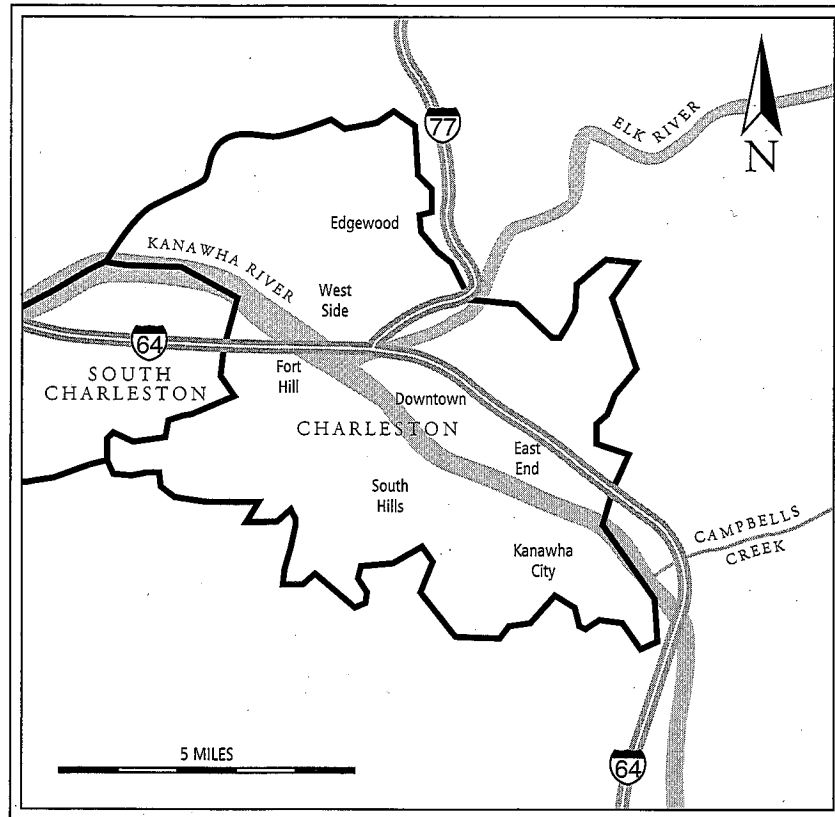 77
ELK RIVER
N
Edgewood
KANAWHA RIVER
West
Side
64
SOUTH
CHARLESTON
Fort
Hill
Downtown
CHARLESTON
East
End
South
Hills
CAMPBELLS
CREEK
Kanawha
City
5 MILES
64